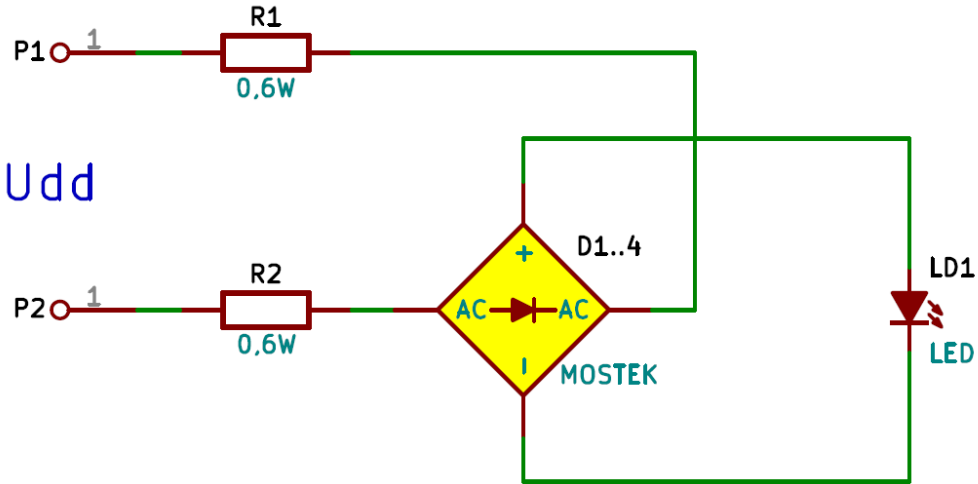 R1
P1
1
0,6W
Udd
+
D1..4
R2
P2
1
AC
AC
0,6W
–
MOSTEK
LD1
LED